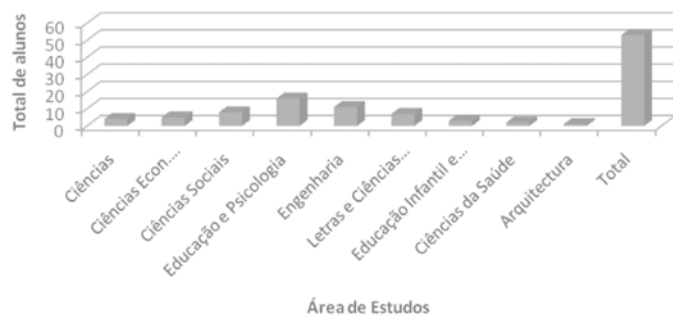 Total de alunos
60
50
40
30
20
10
0
Ciências
Ciências Econ....
Ciências Sociais
Educação e Psicologia
Engenharia
Letras e Ciências...
Educação Infantil e...
Ciências da Saúde
Arquitectura
Total
Área de Estudos